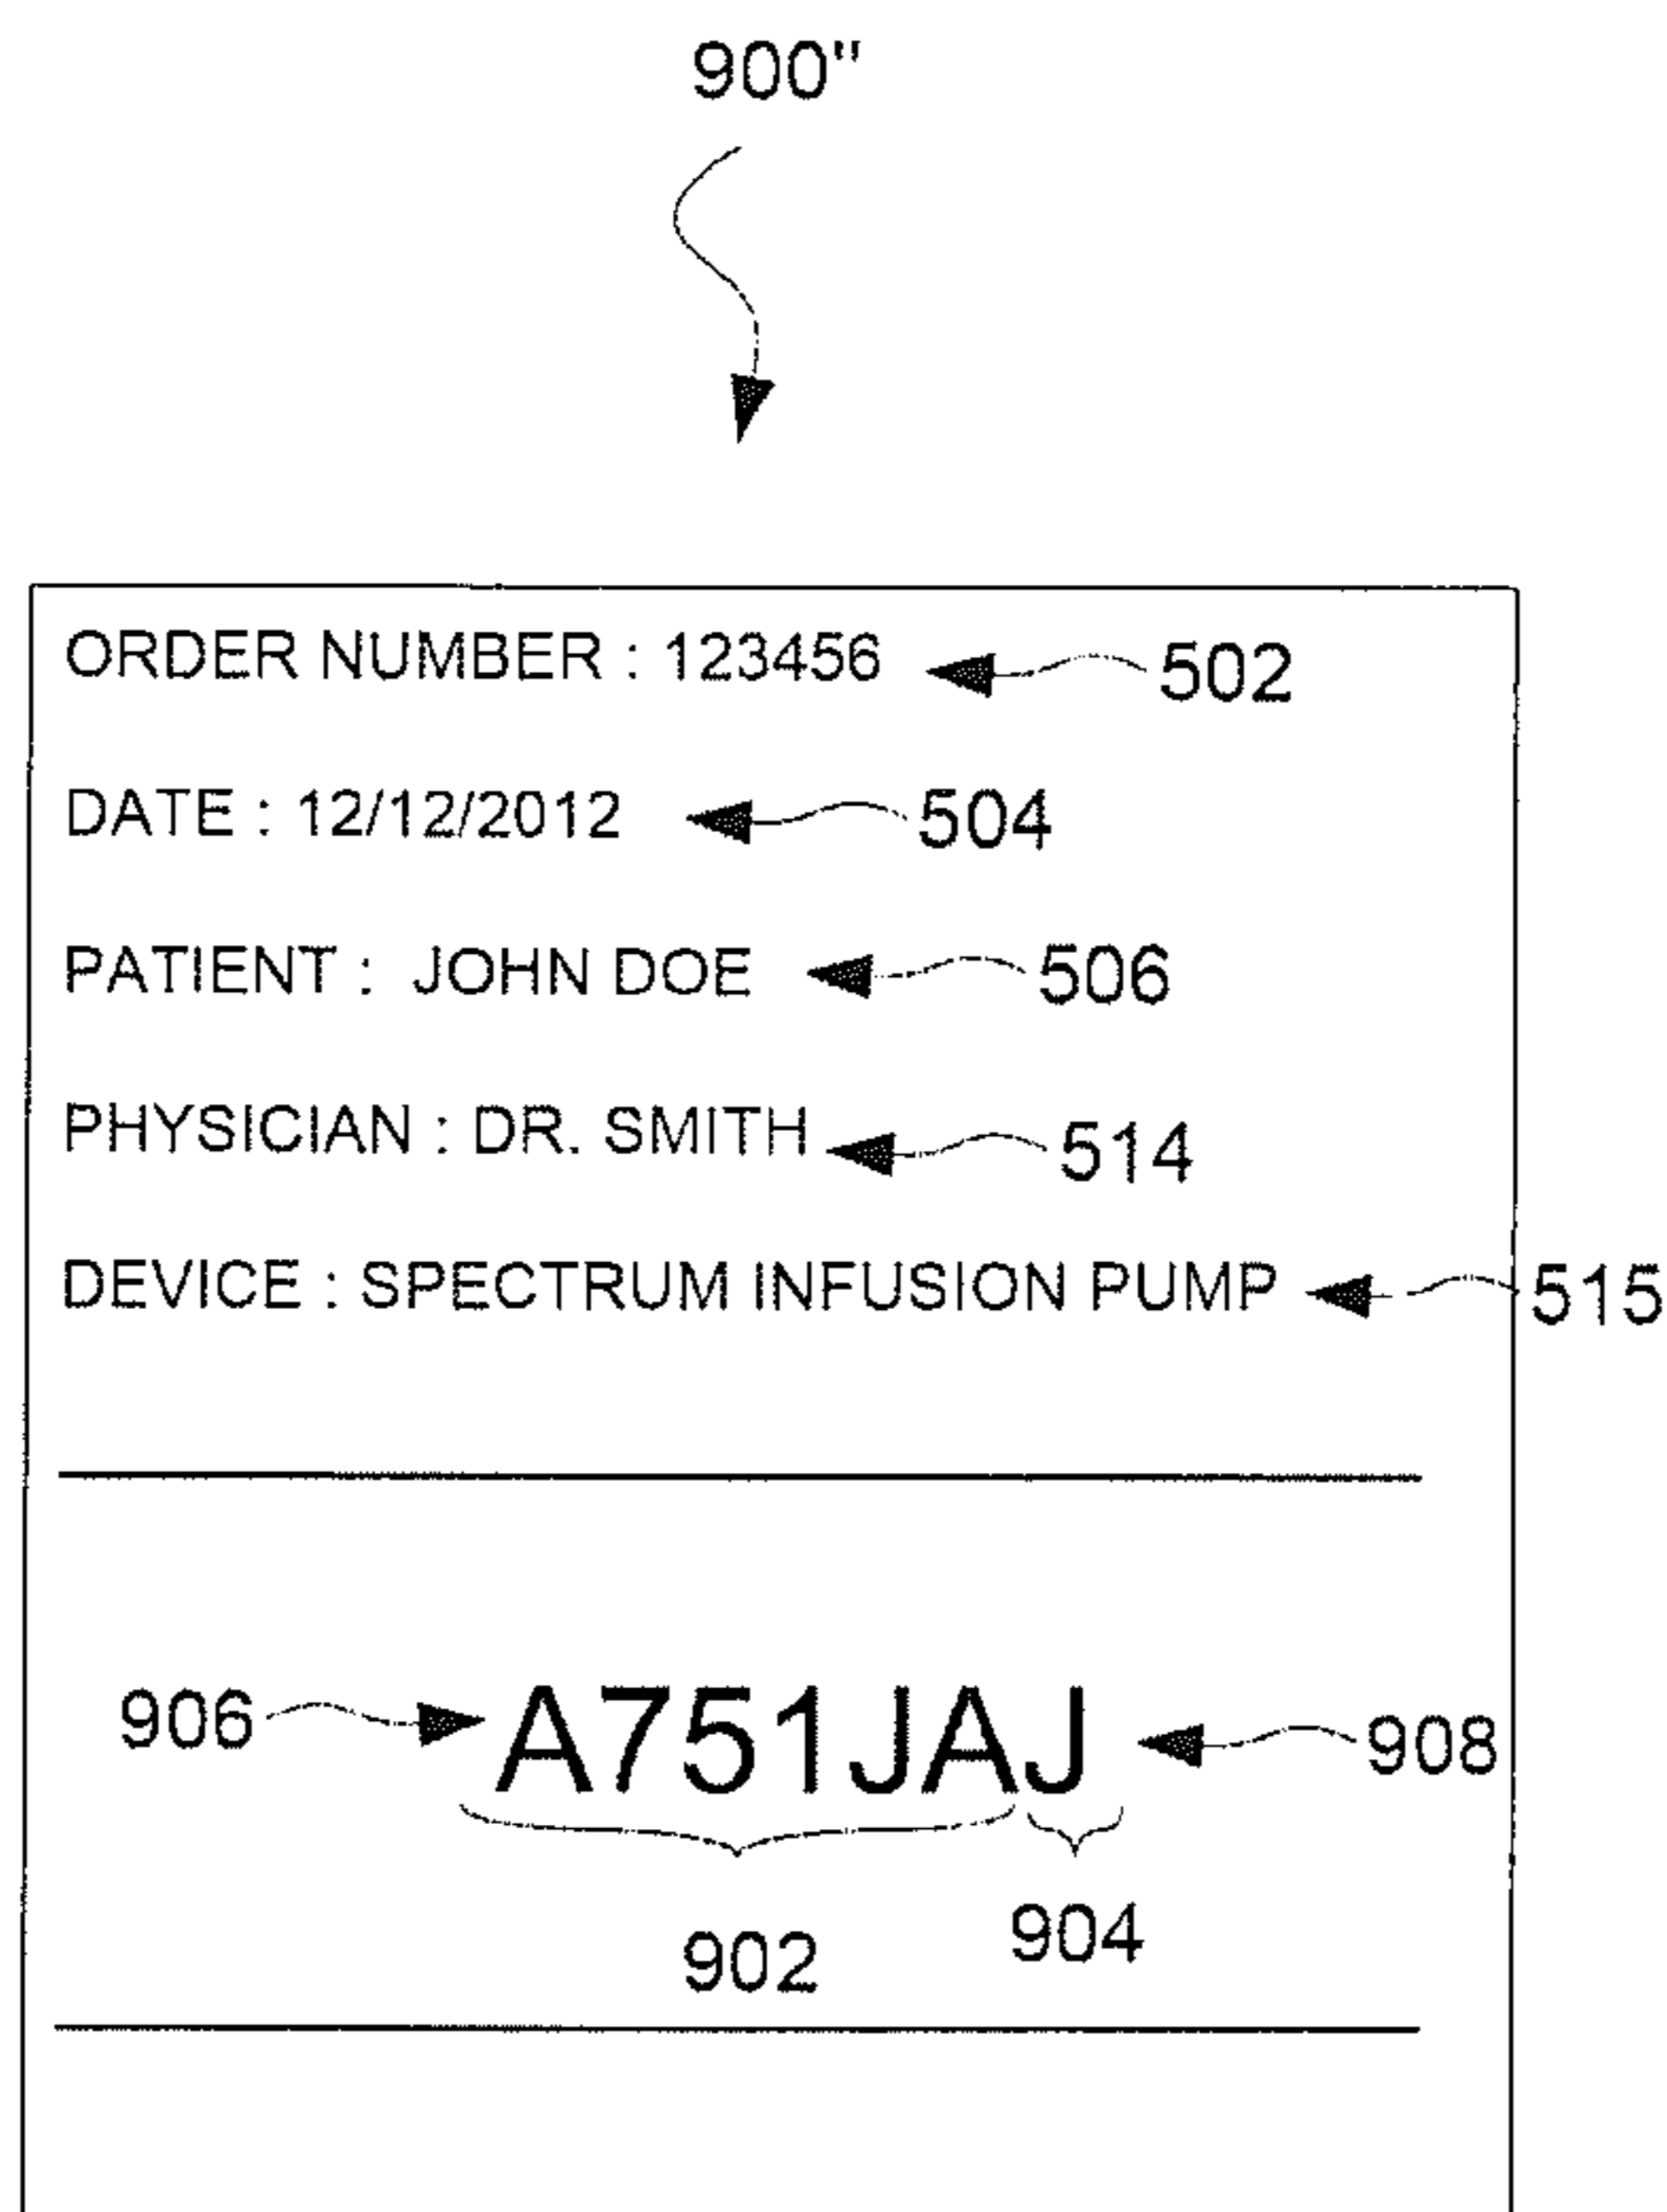 900"
ORDER NUMBER : 123456 502
DATE : 12/12/2012 504
PATIENT : JOHN DOE 506
PHYSICIAN : DR. SMITH 514
DEVICE : SPECTRUM INFUSION PUMP 515
906 A751JAJ 908
902 904